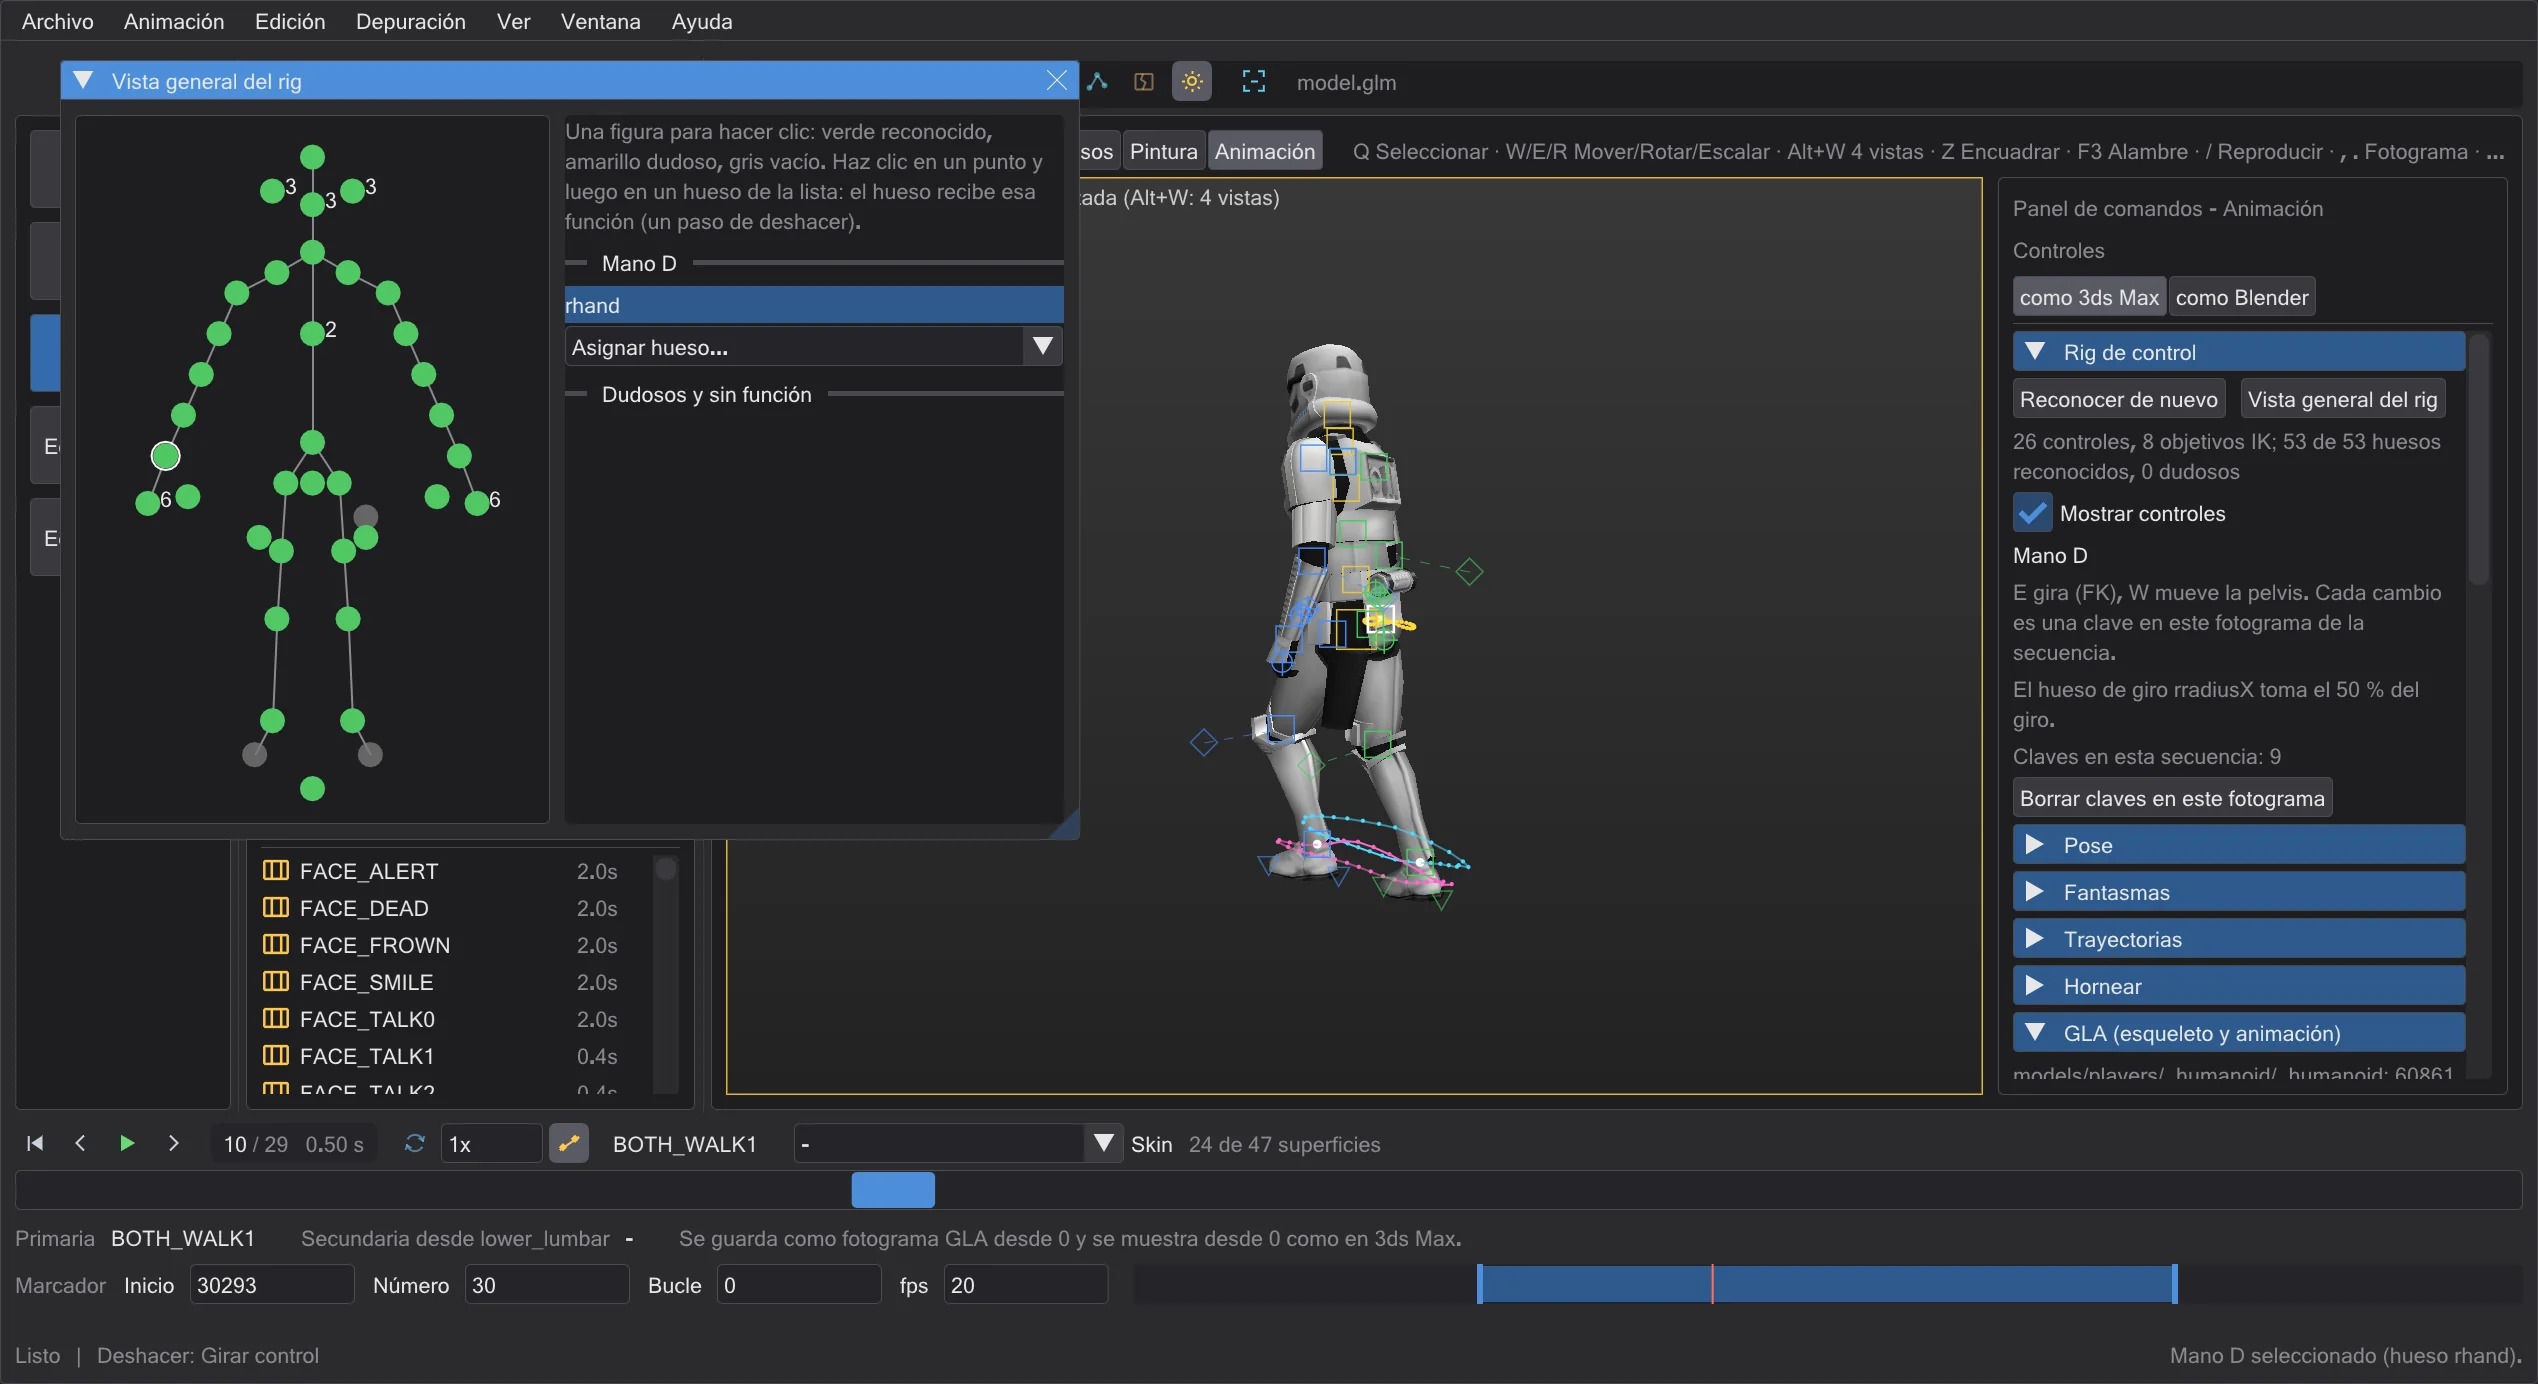 Archivo Animación Edición Depuración Ver Ventana Ayuda
Vista general del rig
model.glm
Una figura para hacer clic: verde reconocido,
amarillo dudoso, gris vacío. Haz clic en un punto y
luego en un hueso de la lista: el hueso recibe esa
función (un paso de deshacer).
Mano D
rhand
Asignar hueso...
Dudosos y sin función
3
3
3
2
6
6
sos Pintura Animación Q Seleccionar · W/E/R Mover/Rotar/Escalar · Alt+W 4 vistas · Z Encuadrar · F3 Alambre · / Reproducir · , . Fotograma · ...
ada (Alt+W: 4 vistas)
Panel de comandos - Animación
Controles
como 3ds Max como Blender
Rig de control
Reconocer de nuevo Vista general del rig
26 controles, 8 objetivos IK; 53 de 53 huesos
reconocidos, 0 dudosos
Mostrar controles
Mano D
E gira (FK), W mueve la pelvis. Cada cambio
es una clave en este fotograma de la
secuencia.
El hueso de giro rradiusX toma el 50 % del
giro.
Claves en esta secuencia: 9
Borrar claves en este fotograma
Pose
Fantasmas
Trayectorias
Hornear
GLA (esqueleto y animación)
models/players/_humanoid/_humanoid: 60861
FACE_ALERT 2.0s
FACE_DEAD 2.0s
FACE_FROWN 2.0s
FACE_SMILE 2.0s
FACE_TALK0 2.0s
FACE_TALK1 0.4s
FACE_TALK2 0.4s
10 / 29 0.50 s 1x BOTH_WALK1 - Skin 24 de 47 superficies
Primaria BOTH_WALK1 Secundaria desde lower_lumbar - Se guarda como fotograma GLA desde 0 y se muestra desde 0 como en 3ds Max.
Marcador Inicio 30293 Número 30 Bucle 0 fps 20
Listo | Deshacer: Girar control
Mano D seleccionado (hueso rhand).